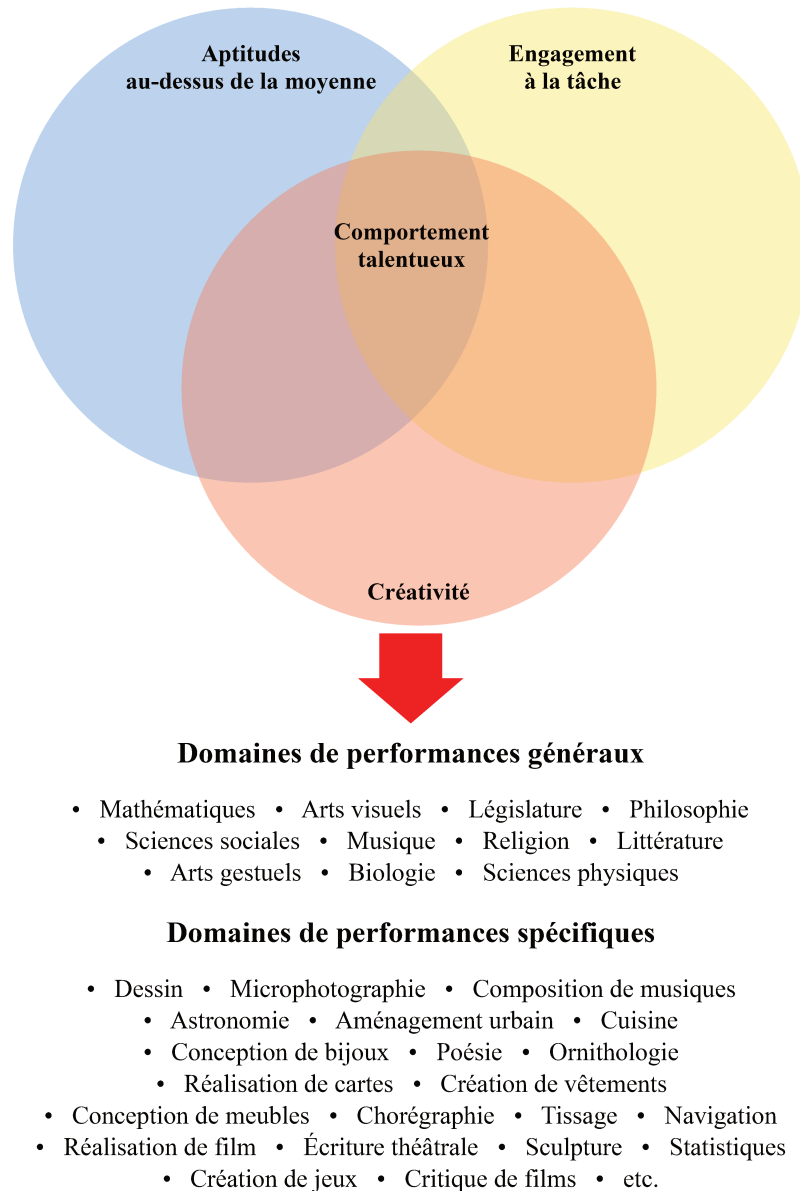 Aptitudes
au-dessus de la moyenne
Engagement
à la tâche
Comportement
talentueux
Créativité
Domaines de performances généraux
• Mathématiques • Arts visuels • Législature • Philosophie
• Sciences sociales • Musique • Religion • Littérature
• Arts gestuels • Biologie • Sciences physiques
Domaines de performances spécifiques
• Dessin • Microphotographie • Composition de musiques
• Astronomie • Aménagement urbain • Cuisine
• Conception de bijoux • Poésie • Ornithologie
• Réalisation de cartes • Création de vêtements
• Conception de meubles • Chorégraphie • Tissage • Navigation
• Réalisation de film • Écriture théâtrale • Sculpture • Statistiques
• Création de jeux • Critique de films • etc.